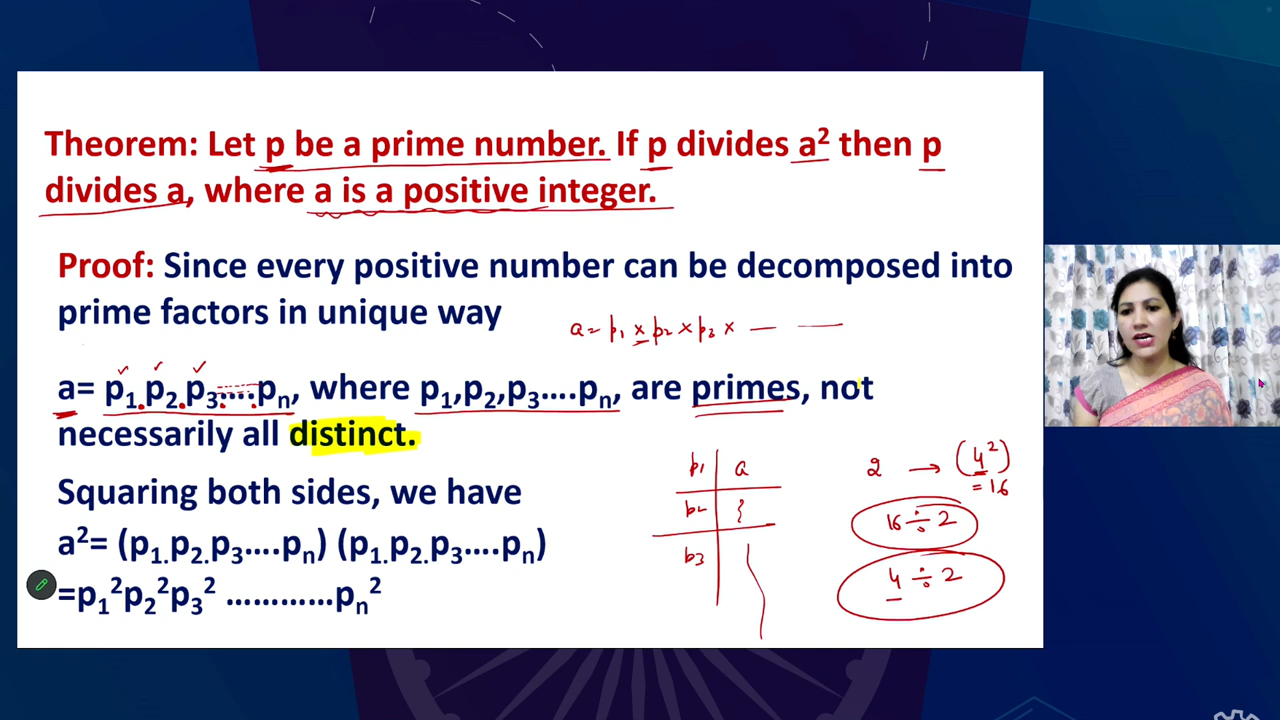 Theorem: Let p be a prime number. If p divides a² then p
divides a, where a is a positive integer.
Proof: Since every positive number can be decomposed into
prime factors in unique way
a = p₁ × p₂ × p₃ × — —
a= p₁.p₂.p₃....pₙ, where p₁,p₂,p₃....pₙ, are primes, not
necessarily all distinct.
p₁ a
p₂
p₃
2 → (4²)
= 16
16 ÷ 2
4 ÷ 2
Squaring both sides, we have
a²= (p₁.p₂.p₃....pₙ) (p₁.p₂.p₃....pₙ)
=p₁²p₂²p₃² .............pₙ²